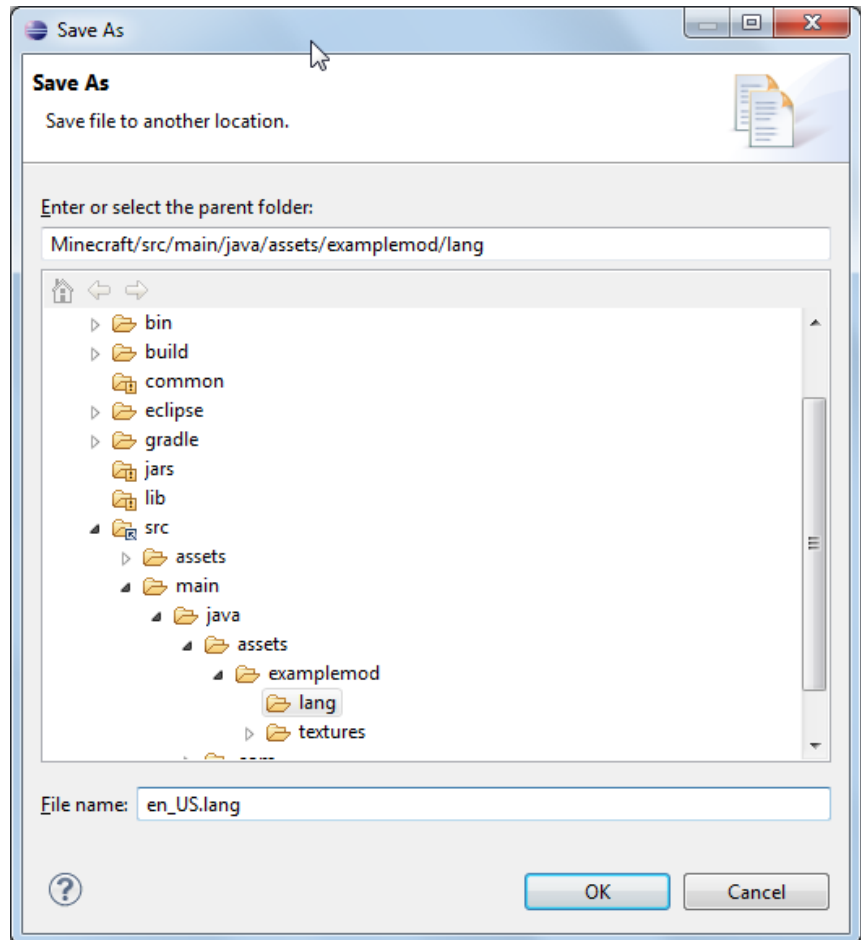 Save As
Save As
Save file to another location.
Enter or select the parent folder:
Minecraft/src/main/java/assets/examplemod/lang
bin
build
common
eclipse
gradle
jars
lib
src
assets
main
java
assets
examplemod
lang
textures
File name: en_US.lang
OK Cancel